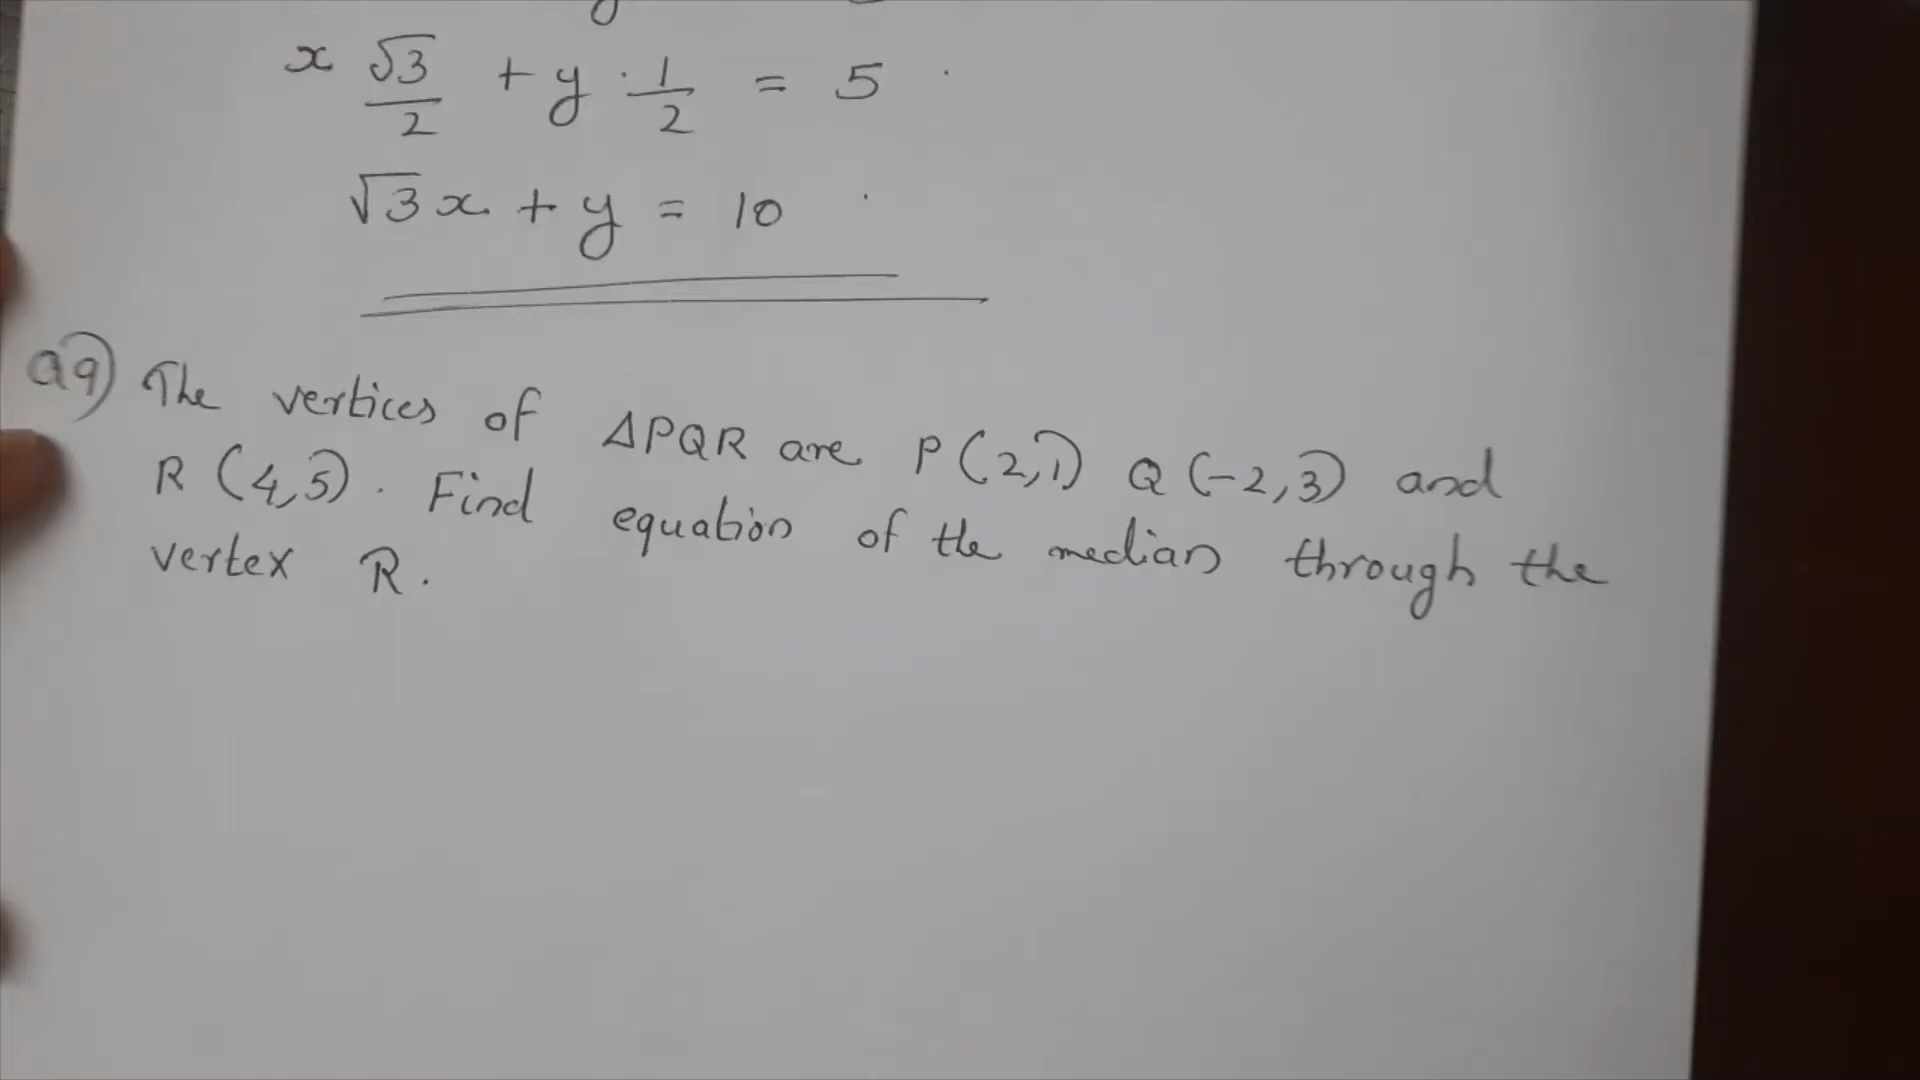 x √3/2 + y · 1/2 = 5
√3x + y = 10
Q9) The vertices of ΔPQR are P(2,1) Q(-2,3) and
R (4,5). Find equation of the median through the
vertex R.